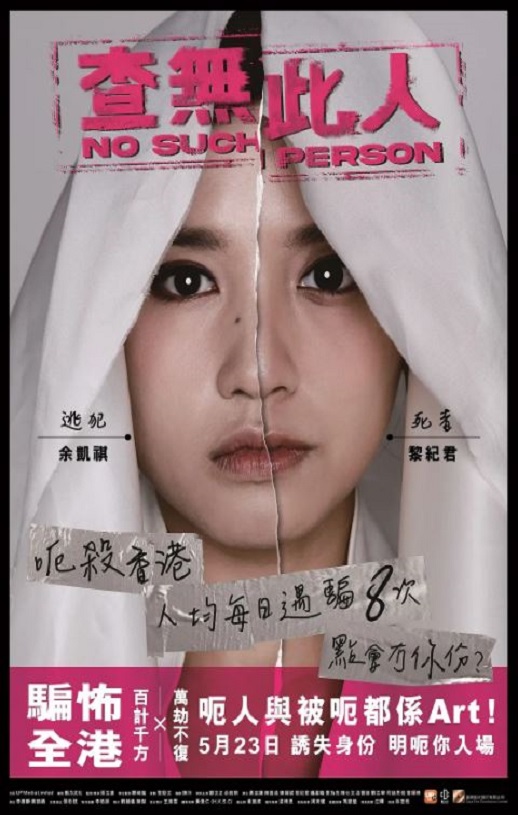 查無此人
NO SUCH PERSON
逃犯
余凱祺
死者
黎紀君
呃殺香港
人均每日遇騙8次
點會冇你份?
騙怖
全港
百計千方
×
萬劫不復
呃人與被呃都係Art!
5月23日 誘失身份 明呃你入場